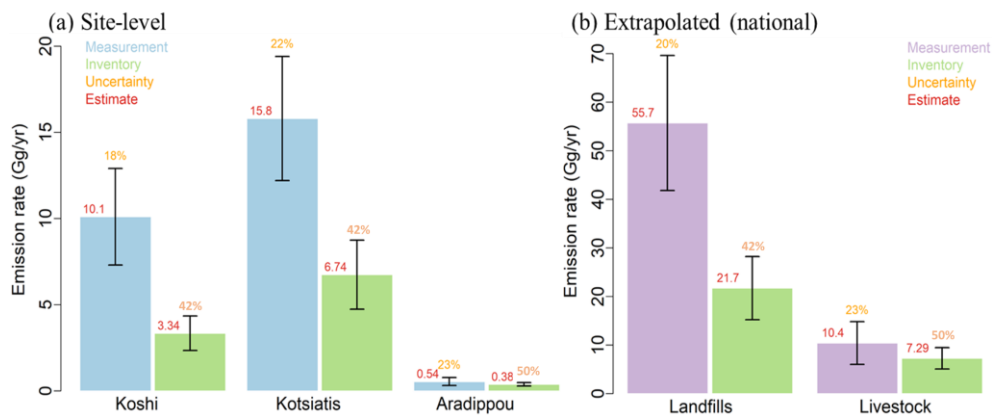 (a) Site-level
Measurement
Inventory
Uncertainty
Estimate
Emission rate (Gg/yr)
20
15
10
5
0
18%
10.1
42%
3.34
22%
15.8
42%
6.74
23%
0.54
50%
0.38
Koshi
Kotsiatis
Aradippou
(b) Extrapolated (national)
Measurement
Inventory
Uncertainty
Estimate
Emission rate (Gg/yr)
70
60
50
40
30
20
10
0
20%
55.7
42%
21.7
23%
10.4
50%
7.29
Landfills
Livestock